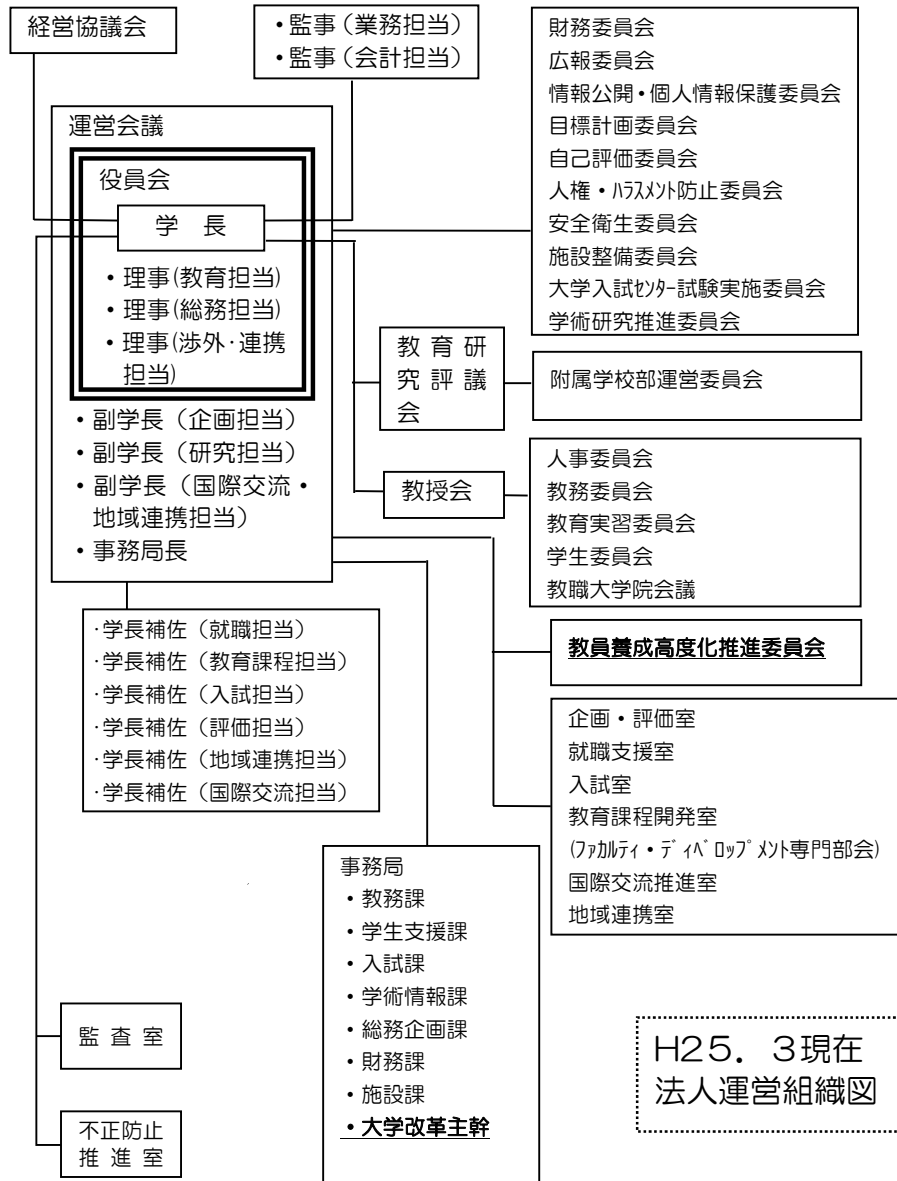 経営協議会
・監事（業務担当）
・監事（会計担当）
財務委員会
広報委員会
情報公開・個人情報保護委員会
目標計画委員会
自己評価委員会
人権・ﾊﾗｽﾒﾝﾄ防止委員会
安全衛生委員会
施設整備委員会
大学入試ｾﾝﾀｰ試験実施委員会
学術研究推進委員会
運営会議
役員会
学　長
・理事(教育担当)
・理事(総務担当)
・理事(渉外・連携
担当)
・副学長（企画担当）
・副学長（研究担当）
・副学長（国際交流・
地域連携担当）
・事務局長
教 育 研
究 評 議
会
附属学校部運営委員会
教授会
人事委員会
教務委員会
教育実習委員会
学生委員会
教職大学院会議
・学長補佐（就職担当）
・学長補佐（教育課程担当）
・学長補佐（入試担当）
・学長補佐（評価担当）
・学長補佐（地域連携担当）
・学長補佐（国際交流担当）
教員養成高度化推進委員会
企画・評価室
就職支援室
入試室
教育課程開発室
(ﾌｧｶﾙﾃｨ・ﾃﾞｨﾍﾞﾛｯﾌﾟﾒﾝﾄ専門部会)
国際交流推進室
地域連携室
事務局
・教務課
・学生支援課
・入試課
・学術情報課
・総務企画課
・財務課
・施設課
・大学改革主幹
監 査 室
不正防止
推 進 室
H25．3現在
法人運営組織図